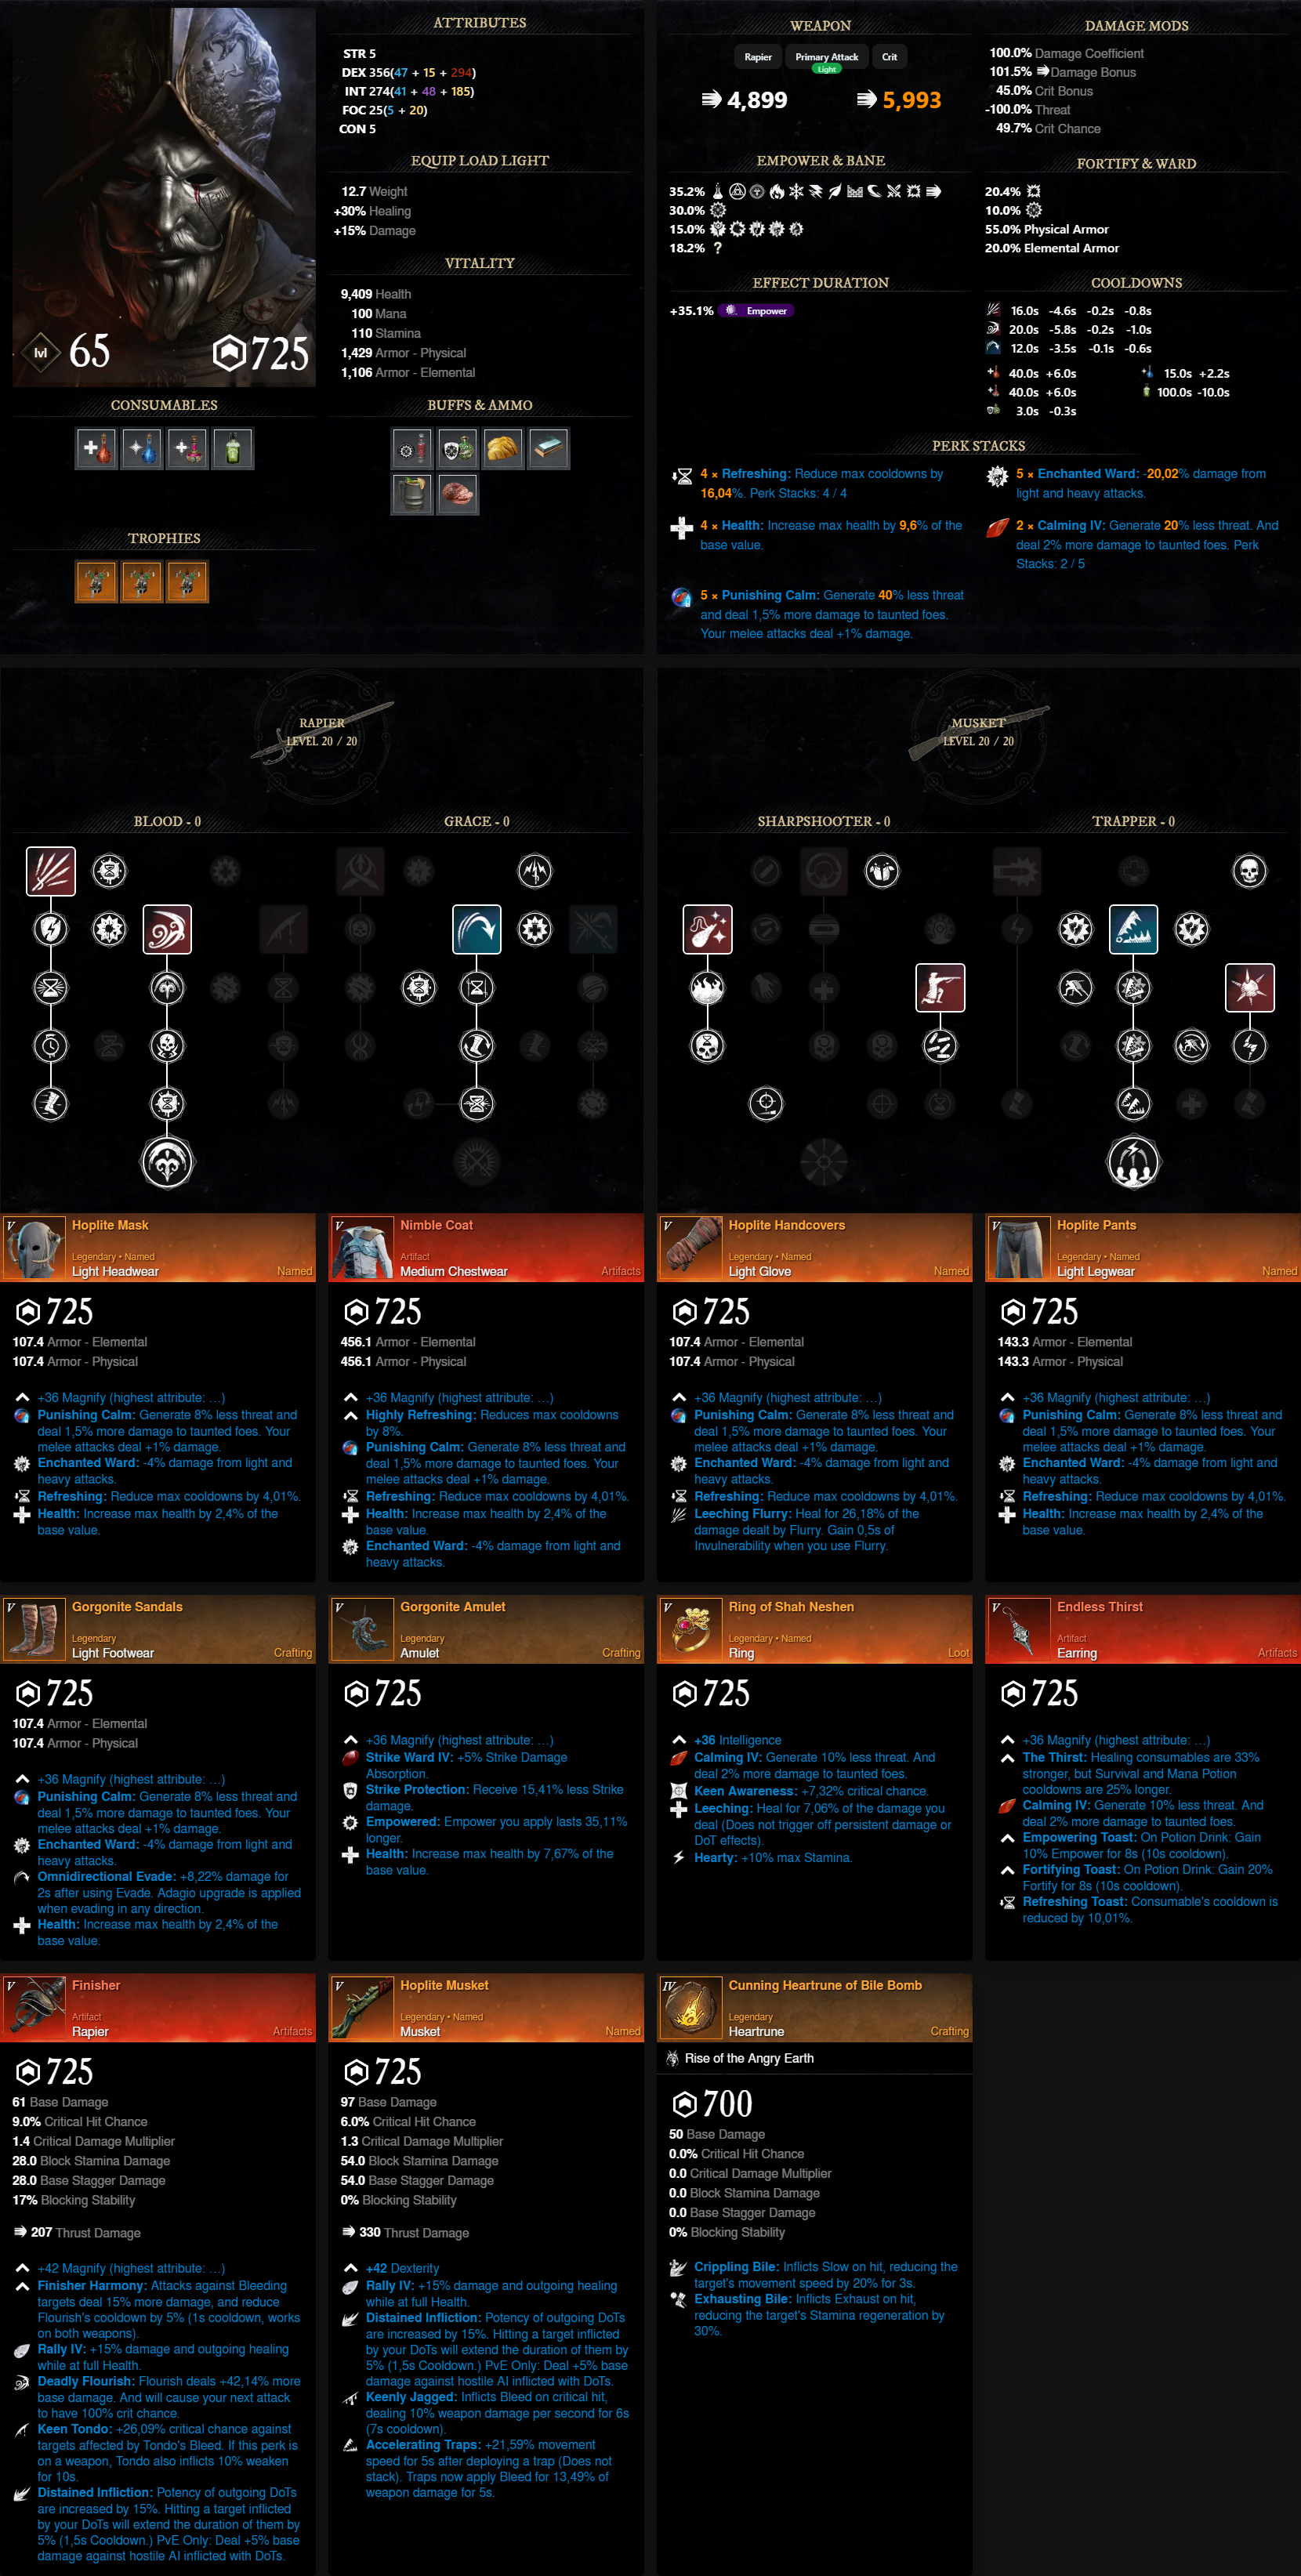 ATTRIBUTES
STR 5
DEX 356(47 + 15 + 294)
INT 274(41 + 48 + 185)
FOC 25(5 + 20)
CON 5
EQUIP LOAD LIGHT
12.7 Weight
+30% Healing
+15% Damage
VITALITY
9,409 Health
100 Mana
110 Stamina
1,429 Armor - Physical
1,106 Armor - Elemental
lvl 65
725
CONSUMABLES
BUFFS & AMMO
TROPHIES
WEAPON
Rapier
Primary Attack
Light
Crit
4,899
5,993
DAMAGE MODS
100.0% Damage Coefficient
101.5% Damage Bonus
45.0% Crit Bonus
-100.0% Threat
49.7% Crit Chance
EMPOWER & BANE
35.2%
30.0%
15.0%
18.2% ?
FORTIFY & WARD
20.4%
10.0%
55.0% Physical Armor
20.0% Elemental Armor
EFFECT DURATION
+35.1% Empower
COOLDOWNS
16.0s -4.6s -0.2s -0.8s
20.0s -5.8s -0.2s -1.0s
12.0s -3.5s -0.1s -0.6s
40.0s +6.0s 15.0s +2.2s
40.0s +6.0s 100.0s -10.0s
3.0s -0.3s
PERK STACKS
4 × Refreshing: Reduce max cooldowns by
16,04%. Perk Stacks: 4 / 4
5 × Enchanted Ward: -20,02% damage from
light and heavy attacks.
4 × Health: Increase max health by 9,6% of the
base value.
2 × Calming IV: Generate 20% less threat. And
deal 2% more damage to taunted foes. Perk
Stacks: 2 / 5
5 × Punishing Calm: Generate 40% less threat
and deal 1,5% more damage to taunted foes.
Your melee attacks deal +1% damage.
RAPIER
LEVEL 20 / 20
BLOOD - 0
GRACE - 0
MUSKET
LEVEL 20 / 20
SHARPSHOOTER - 0
TRAPPER - 0
V
Hoplite Mask
Legendary • Named
Light Headwear
Named
725
107.4 Armor - Elemental
107.4 Armor - Physical
+36 Magnify (highest attribute: …)
Punishing Calm: Generate 8% less threat and
deal 1,5% more damage to taunted foes. Your
melee attacks deal +1% damage.
Enchanted Ward: -4% damage from light and
heavy attacks.
Refreshing: Reduce max cooldowns by 4,01%.
Health: Increase max health by 2,4% of the
base value.
V
Nimble Coat
Artifact
Medium Chestwear
Artifacts
725
456.1 Armor - Elemental
456.1 Armor - Physical
+36 Magnify (highest attribute: …)
Highly Refreshing: Reduces max cooldowns
by 8%.
Punishing Calm: Generate 8% less threat and
deal 1,5% more damage to taunted foes. Your
melee attacks deal +1% damage.
Refreshing: Reduce max cooldowns by 4,01%.
Health: Increase max health by 2,4% of the
base value.
Enchanted Ward: -4% damage from light and
heavy attacks.
V
Hoplite Handcovers
Legendary • Named
Light Glove
Named
725
107.4 Armor - Elemental
107.4 Armor - Physical
+36 Magnify (highest attribute: …)
Punishing Calm: Generate 8% less threat and
deal 1,5% more damage to taunted foes. Your
melee attacks deal +1% damage.
Enchanted Ward: -4% damage from light and
heavy attacks.
Refreshing: Reduce max cooldowns by 4,01%.
Leeching Flurry: Heal for 26,18% of the
damage dealt by Flurry. Gain 0,5s of
Invulnerability when you use Flurry.
V
Hoplite Pants
Legendary • Named
Light Legwear
Named
725
143.3 Armor - Elemental
143.3 Armor - Physical
+36 Magnify (highest attribute: …)
Punishing Calm: Generate 8% less threat and
deal 1,5% more damage to taunted foes. Your
melee attacks deal +1% damage.
Enchanted Ward: -4% damage from light and
heavy attacks.
Refreshing: Reduce max cooldowns by 4,01%.
Health: Increase max health by 2,4% of the
base value.
V
Gorgonite Sandals
Legendary
Light Footwear
Crafting
725
107.4 Armor - Elemental
107.4 Armor - Physical
+36 Magnify (highest attribute: …)
Punishing Calm: Generate 8% less threat and
deal 1,5% more damage to taunted foes. Your
melee attacks deal +1% damage.
Enchanted Ward: -4% damage from light and
heavy attacks.
Omnidirectional Evade: +8,22% damage for
2s after using Evade. Adagio upgrade is applied
when evading in any direction.
Health: Increase max health by 2,4% of the
base value.
V
Gorgonite Amulet
Legendary
Amulet
Crafting
725
+36 Magnify (highest attribute: …)
Strike Ward IV: +5% Strike Damage
Absorption.
Strike Protection: Receive 15,41% less Strike
damage.
Empowered: Empower you apply lasts 35,11%
longer.
Health: Increase max health by 7,67% of the
base value.
V
Ring of Shah Neshen
Legendary • Named
Ring
Loot
725
+36 Intelligence
Calming IV: Generate 10% less threat. And
deal 2% more damage to taunted foes.
Keen Awareness: +7,32% critical chance.
Leeching: Heal for 7,06% of the damage you
deal (Does not trigger off persistent damage or
DoT effects).
Hearty: +10% max Stamina.
V
Endless Thirst
Artifact
Earring
Artifacts
725
+36 Magnify (highest attribute: …)
The Thirst: Healing consumables are 33%
stronger, but Survival and Mana Potion
cooldowns are 25% longer.
Calming IV: Generate 10% less threat. And
deal 2% more damage to taunted foes.
Empowering Toast: On Potion Drink: Gain
10% Empower for 8s (10s cooldown).
Fortifying Toast: On Potion Drink: Gain 20%
Fortify for 8s (10s cooldown).
Refreshing Toast: Consumable's cooldown is
reduced by 10,01%.
V
Finisher
Artifact
Rapier
Artifacts
725
61 Base Damage
9.0% Critical Hit Chance
1.4 Critical Damage Multiplier
28.0 Block Stamina Damage
28.0 Base Stagger Damage
17% Blocking Stability
207 Thrust Damage
+42 Magnify (highest attribute: …)
Finisher Harmony: Attacks against Bleeding
targets deal 15% more damage, and reduce
Flourish's cooldown by 5% (1s cooldown, works
on both weapons).
Rally IV: +15% damage and outgoing healing
while at full Health.
Deadly Flourish: Flourish deals +42,14% more
base damage. And will cause your next attack
to have 100% crit chance.
Keen Tondo: +26,09% critical chance against
targets affected by Tondo's Bleed. If this perk is
on a weapon, Tondo also inflicts 10% weaken
for 10s.
Distained Infliction: Potency of outgoing DoTs
are increased by 15%. Hitting a target inflicted
by your DoTs will extend the duration of them by
5% (1,5s Cooldown.) PvE Only: Deal +5% base
damage against hostile AI inflicted with DoTs.
V
Hoplite Musket
Legendary • Named
Musket
Named
725
97 Base Damage
6.0% Critical Hit Chance
1.3 Critical Damage Multiplier
54.0 Block Stamina Damage
54.0 Base Stagger Damage
0% Blocking Stability
330 Thrust Damage
+42 Dexterity
Rally IV: +15% damage and outgoing healing
while at full Health.
Distained Infliction: Potency of outgoing DoTs
are increased by 15%. Hitting a target inflicted
by your DoTs will extend the duration of them by
5% (1,5s Cooldown.) PvE Only: Deal +5% base
damage against hostile AI inflicted with DoTs.
Keenly Jagged: Inflicts Bleed on critical hit,
dealing 10% weapon damage per second for 6s
(7s cooldown).
Accelerating Traps: +21,59% movement
speed for 5s after deploying a trap (Does not
stack). Traps now apply Bleed for 13,49% of
weapon damage for 5s.
IV
Cunning Heartrune of Bile Bomb
Legendary
Heartrune
Crafting
Rise of the Angry Earth
700
50 Base Damage
0.0% Critical Hit Chance
0.0 Critical Damage Multiplier
0.0 Block Stamina Damage
0.0 Base Stagger Damage
0% Blocking Stability
Crippling Bile: Inflicts Slow on hit, reducing the
target's movement speed by 20% for 3s.
Exhausting Bile: Inflicts Exhaust on hit,
reducing the target's Stamina regeneration by
30%.